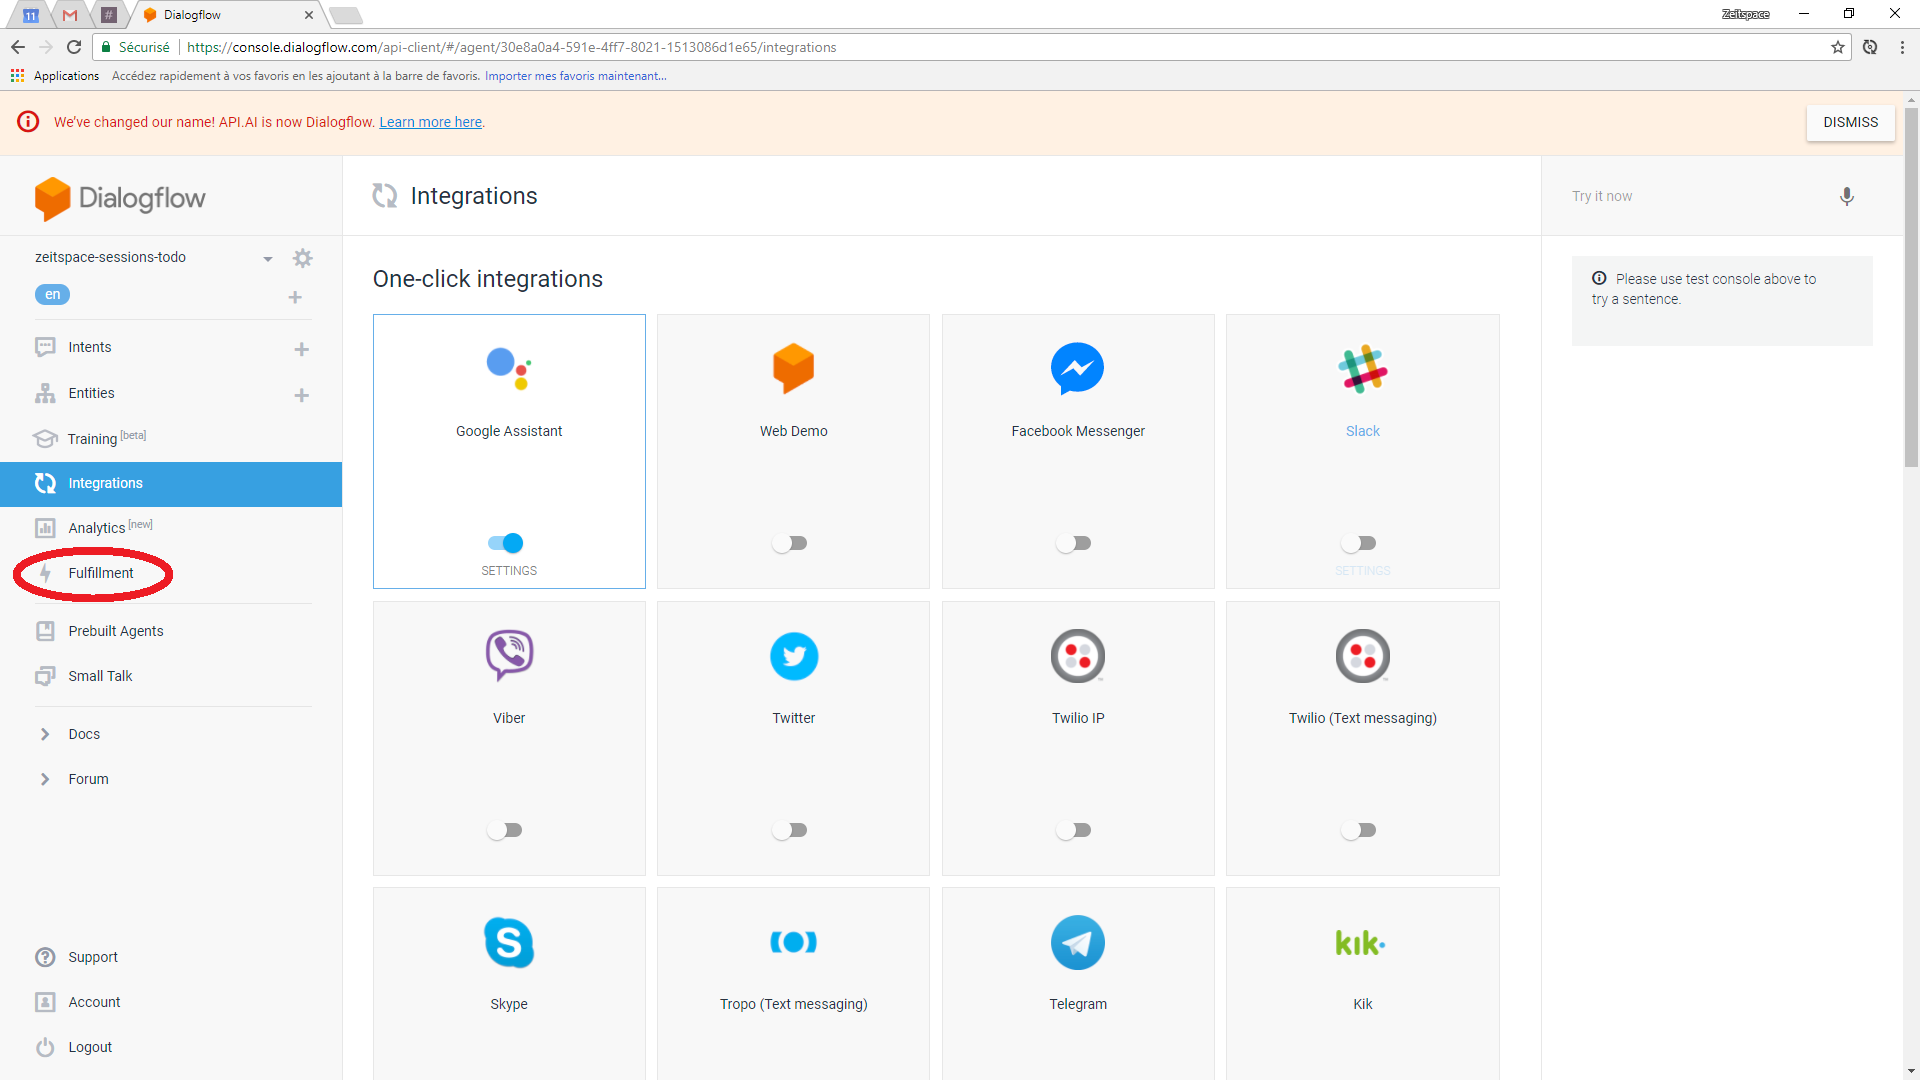 11
#
Dialogflow
Zeitspace
Sécurisé
https://console.dialogflow.com/api-client/#/agent/30e8a0a4-591e-4ff7-8021-1513086d1e65/integrations
Applications
Accédez rapidement à vos favoris en les ajoutant à la barre de favoris. Importer mes favoris maintenant...
We've changed our name! API.AI is now Dialogflow. Learn more here.
DISMISS
Dialogflow
zeitspace-sessions-todo
en
Intents
Entities
Training [beta]
Integrations
Analytics [new]
Fulfillment
Prebuilt Agents
Small Talk
Docs
Forum
Support
Account
Logout
Integrations
One-click integrations
Google Assistant
SETTINGS
Web Demo
Facebook Messenger
Slack
SETTINGS
Viber
Twitter
Twilio IP
Twilio (Text messaging)
Skype
Tropo (Text messaging)
Telegram
kik.
Kik
Try it now
Please use test console above to
try a sentence.